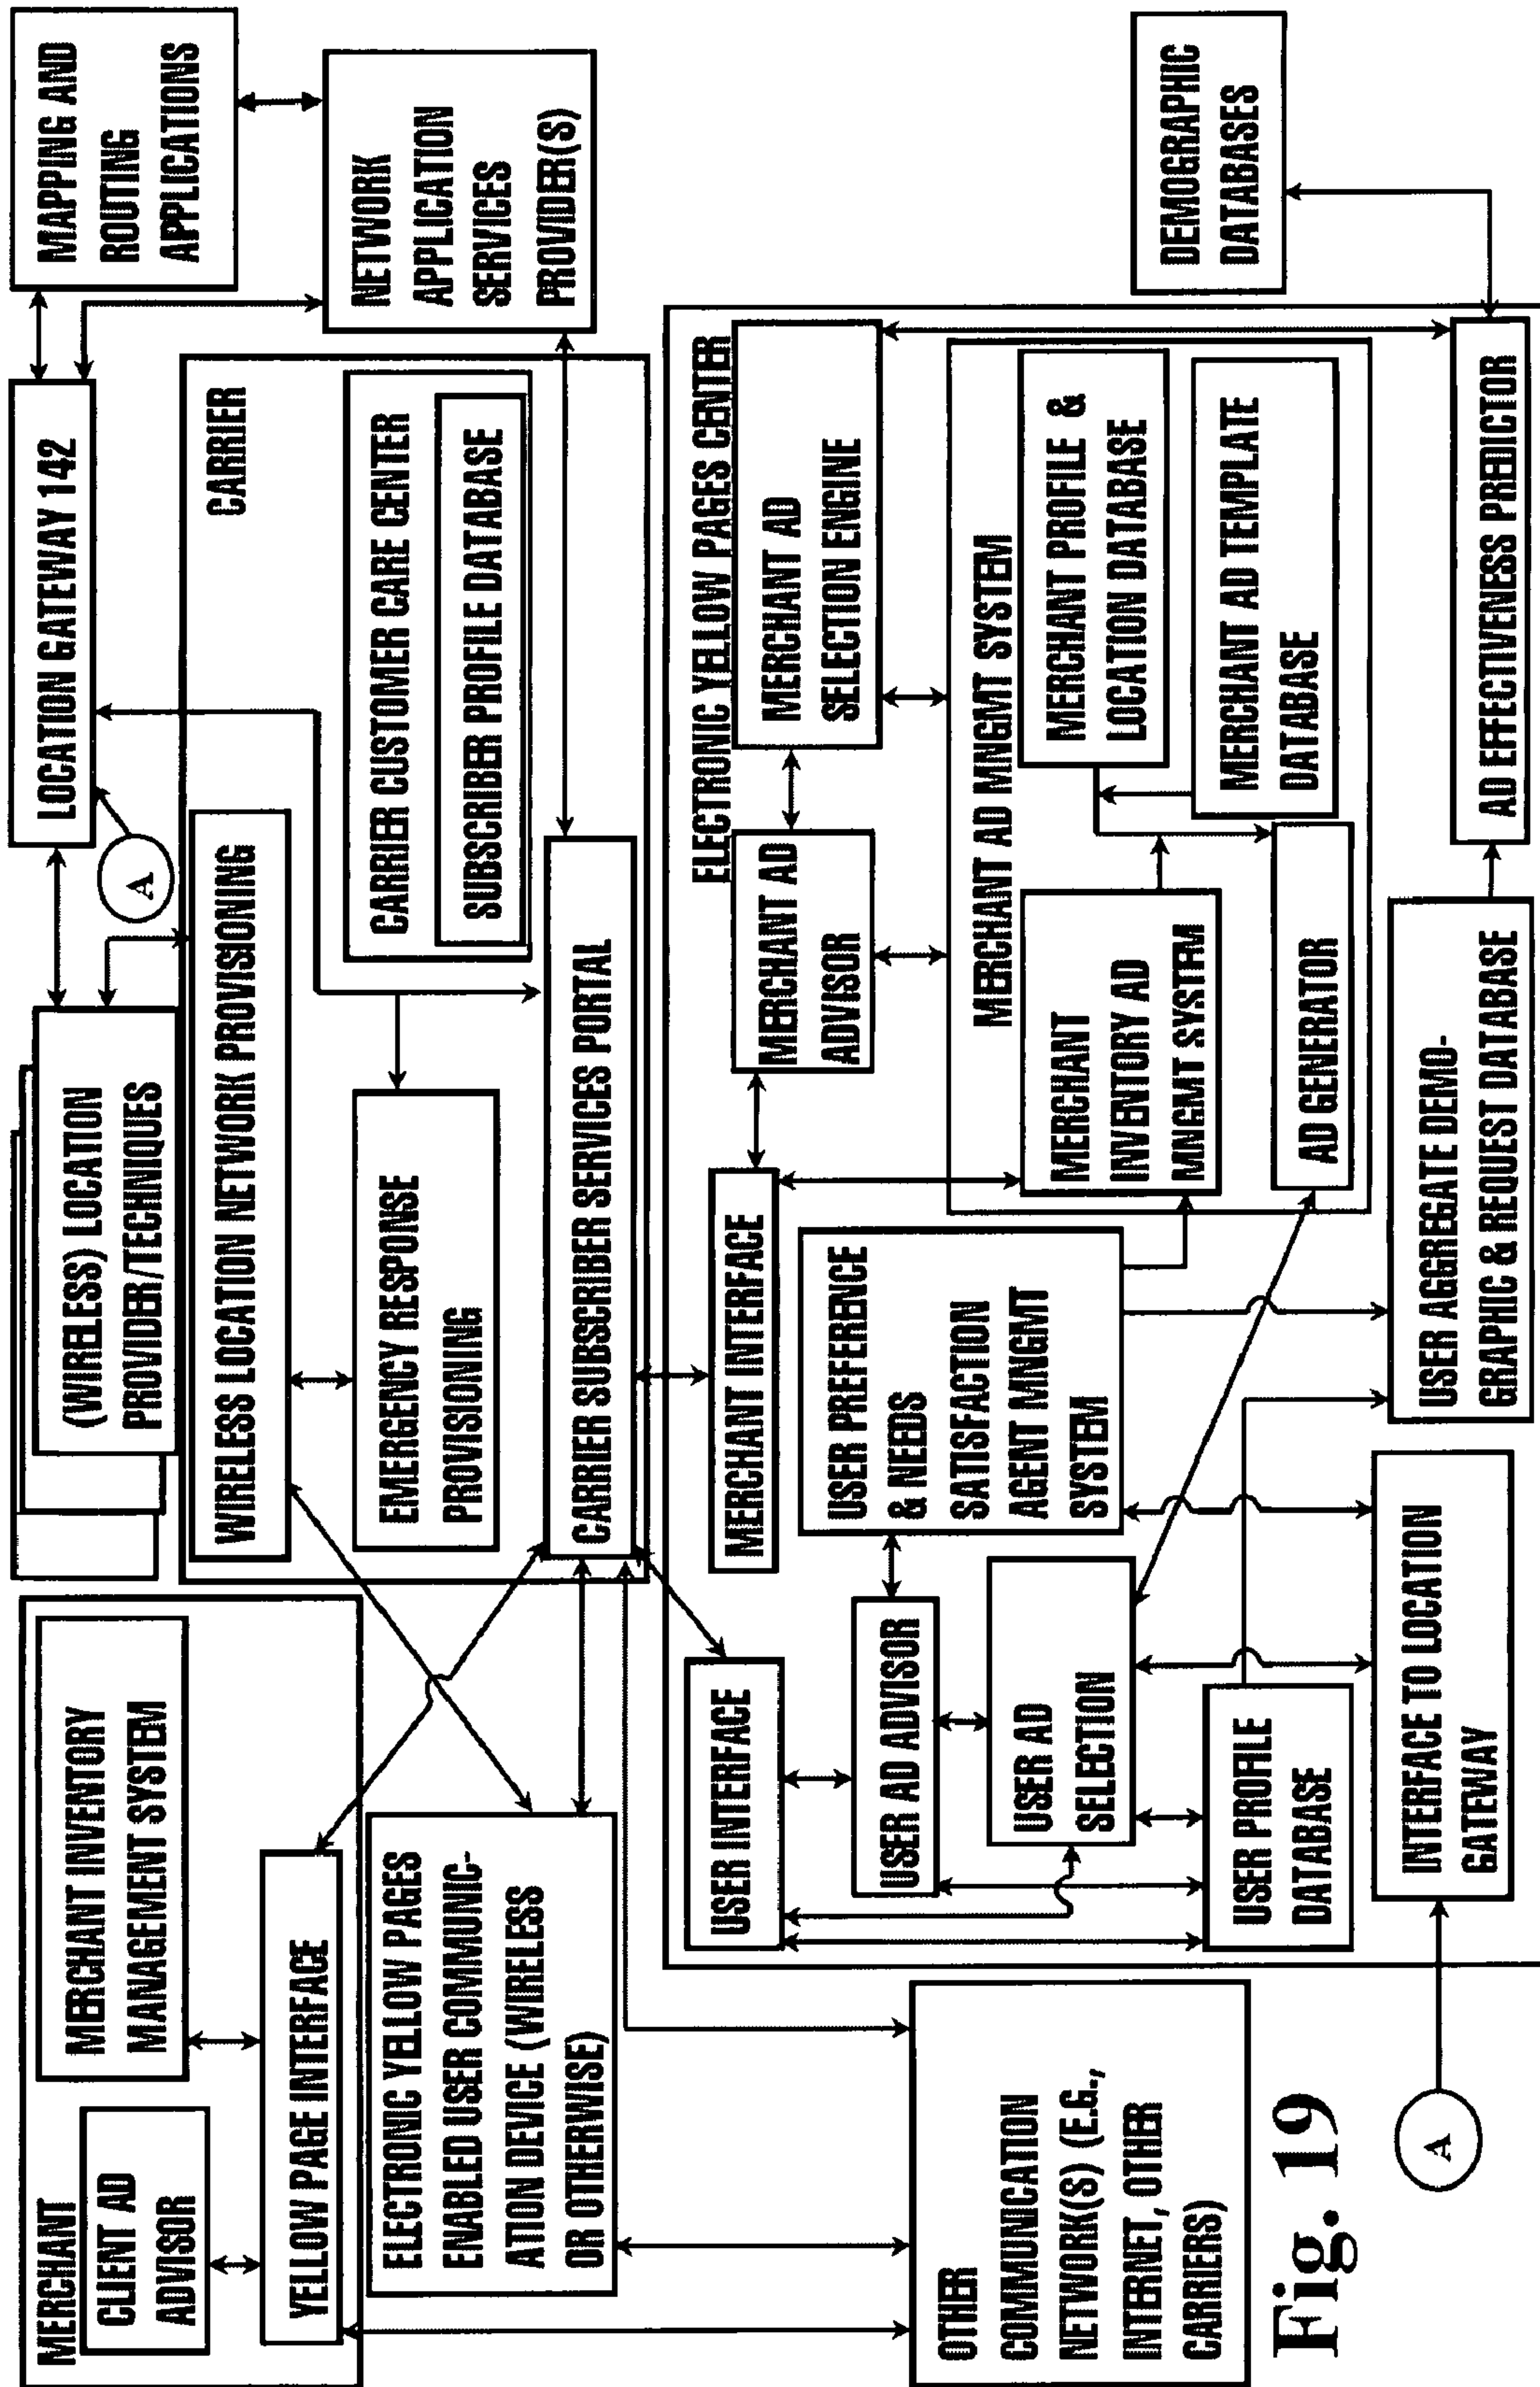 MERCHANT
CLIENT AD
ADVISOR
MERCHANT INVENTORY
MANAGEMENT SYSTEM
YELLOW PAGE INTERFACE
ELECTRONIC YELLOW PAGES
ENABLED USER COMMUNIC-
ATION DEVICE (WIRELESS
OR OTHERWISE)
OTHER
COMMUNICATION
NETWORK(S) (E.G.,
INTERNET, OTHER
CARRIERS)
(WIRELESS) LOCATION
PROVIDER/TECHNIQUES
A
LOCATION GATEWAY 142
MAPPING AND
ROUTING
APPLICATIONS
NETWORK
APPLICATION
SERVICES
PROVIDER(S)
CARRIER
WIRELESS LOCATION NETWORK PROVISIONING
EMERGENCY RESPONSE
PROVISIONING
CARRIER CUSTOMER CARE CENTER
SUBSCRIBER PROFILE DATABASE
CARRIER SUBSCRIBER SERVICES PORTAL
ELECTRONIC YELLOW PAGES CENTER
USER INTERFACE
MERCHANT INTERFACE
MERCHANT AD
ADVISOR
MERCHANT AD
SELECTION ENGINE
USER AD ADVISOR
USER PREFERENCE
& NEEDS
SATISFACTION
AGENT MNGMT
SYSTEM
USER AD
SELECTION
USER PROFILE
DATABASE
MERCHANT AD MNGMT SYSTEM
MERCHANT
INVENTORY AD
MNGMT SYSTEM
MERCHANT PROFILE &
LOCATION DATABASE
MERCHANT AD TEMPLATE
DATABASE
AD GENERATOR
INTERFACE TO LOCATION
GATEWAY
USER AGGREGATE DEMO-
GRAPHIC & REQUEST DATABASE
AD EFFECTIVENESS PREDICTOR
DEMOGRAPHIC
DATABASES
A
Fig. 19